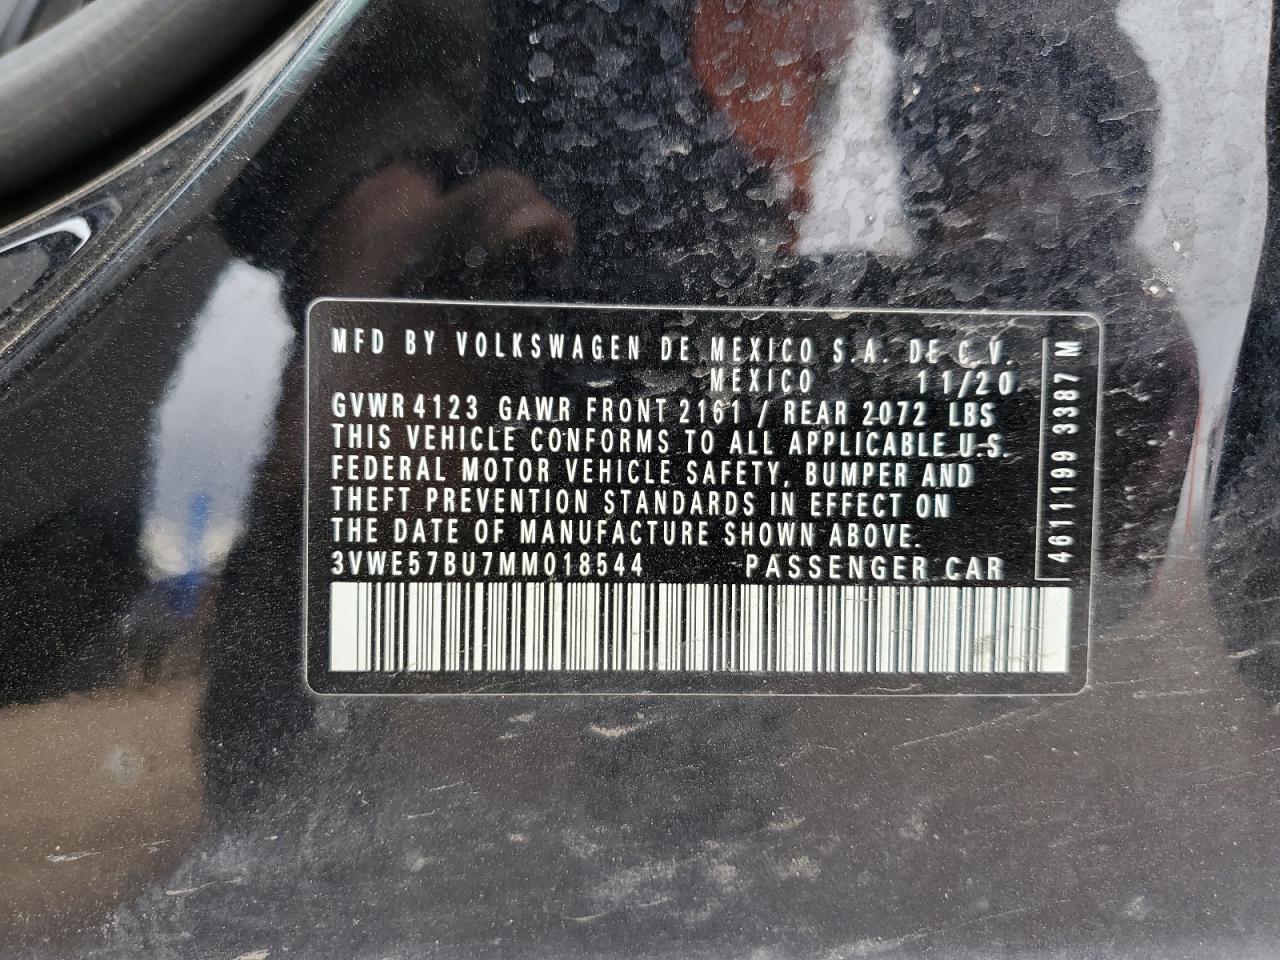 MFD BY VOLKSWAGEN DE MEXICO S.A. DE C.V.
MEXICO 11/20
GVWR 4123 GAWR FRONT 2161 / REAR 2072 LBS
THIS VEHICLE CONFORMS TO ALL APPLICABLE U.S.
FEDERAL MOTOR VEHICLE SAFETY, BUMPER AND
THEFT PREVENTION STANDARDS IN EFFECT ON
THE DATE OF MANUFACTURE SHOWN ABOVE.
3VWE57BU7MM018544 PASSENGER CAR
4611199 3387 M